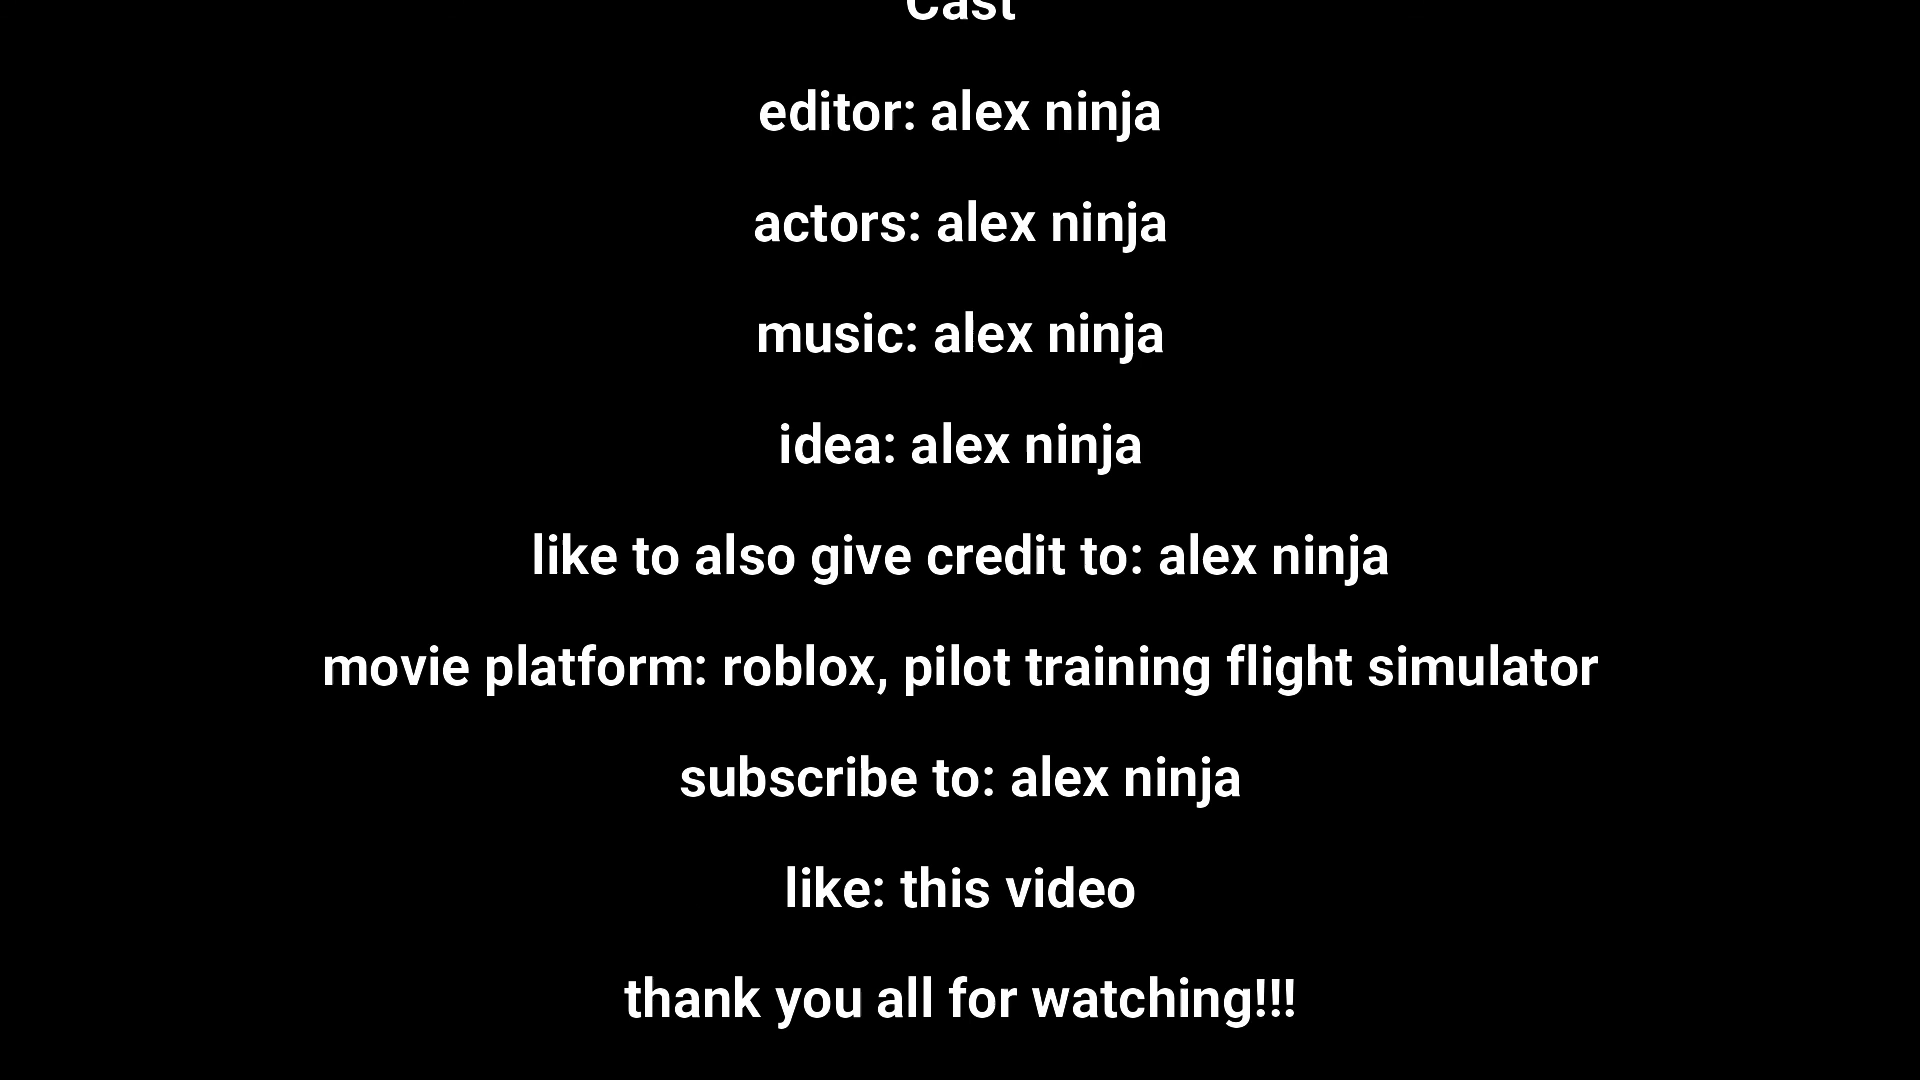 Cast
editor: alex ninja
actors: alex ninja
music: alex ninja
idea: alex ninja
like to also give credit to: alex ninja
movie platform: roblox, pilot training flight simulator
subscribe to: alex ninja
like: this video
thank you all for watching!!!